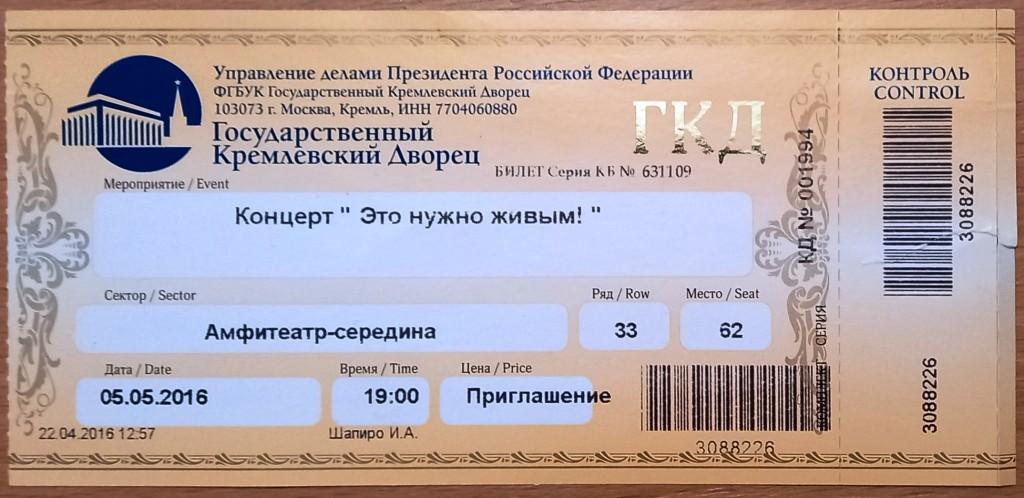 Управление делами Президента Российской Федерации
ФГБУК Государственный Кремлевский Дворец
103073 г. Москва, Кремль, ИНН 7704060880
Государственный
Кремлевский Дворец
ГКД
БИЛЕТ Серия КБ № 631109
Мероприятие / Event
Концерт " Это нужно живым! "
Сектор / Sector
Ряд / Row
Место / Seat
Амфитеатр-середина
33
62
Дата / Date
Время / Time
Цена / Price
05.05.2016
19:00
Приглашение
22.04.2016 12:57
Шапиро И.А.
3088226
КД № 001994
СЕРИЯ
КОНТРОЛЬ
CONTROL
3088226
3088226